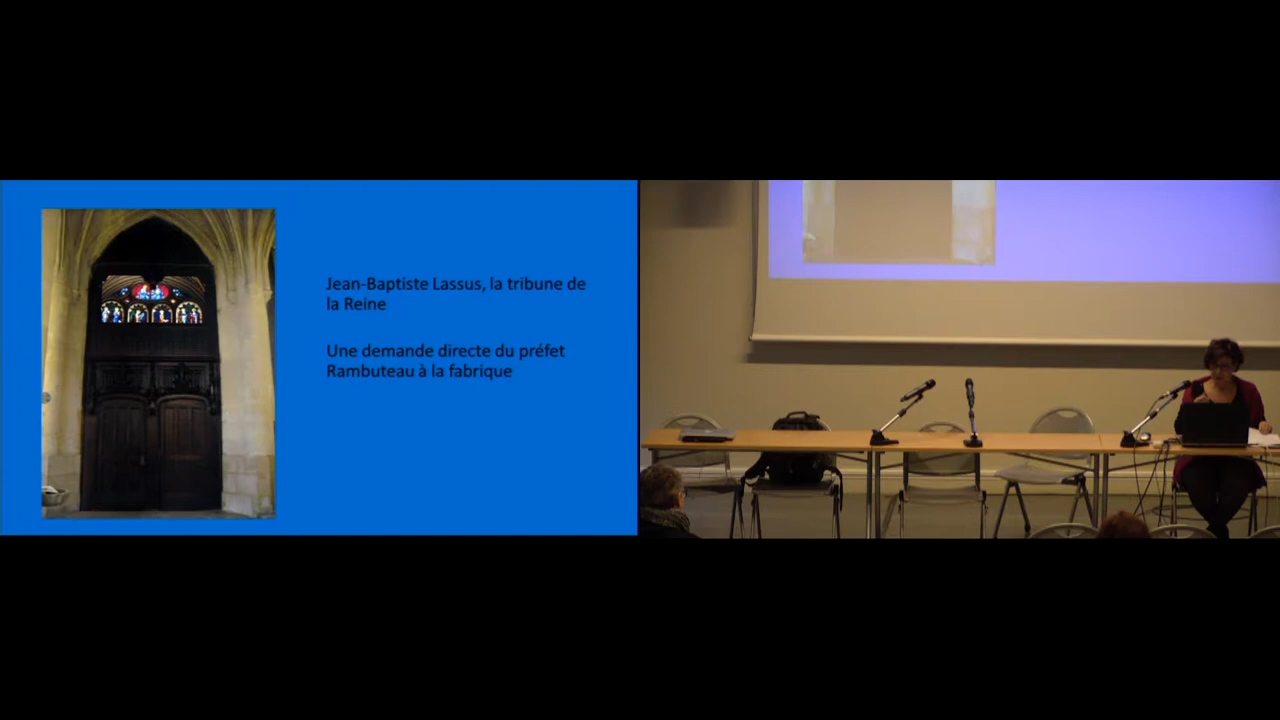 Jean-Baptiste Lassus, la tribune de
la Reine
Une demande directe du préfet
Rambuteau à la fabrique